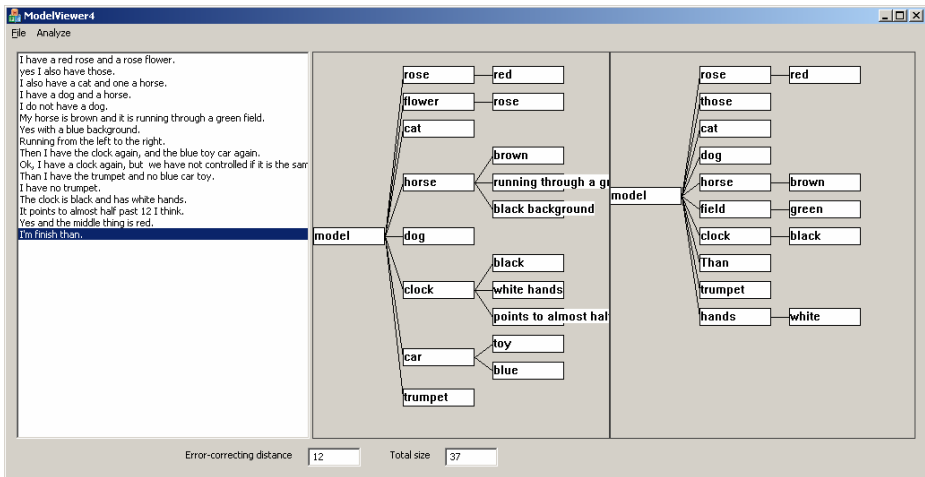 ModelViewer4
File Analyze
I have a red rose and a rose flower.
yes I also have those.
I also have a cat and one a horse.
I have a dog and a horse.
I do not have a dog.
My horse is brown and it is running through a green field.
Yes with a blue background.
Running from the left to the right.
Then I have the clock again, and the blue toy car again.
Ok, I have a clock again, but we have not controlled if it is the sam
Than I have the trumpet and no blue car toy.
I have no trumpet.
The clock is black and has white hands.
It points to almost half past 12 I think.
Yes and the middle thing is red.
I'm finish than.
model
rose
red
flower
rose
cat
horse
brown
running through a gr
black background
dog
clock
black
white hands
points to almost hal
car
toy
blue
trumpet
model
rose
red
those
cat
dog
horse
brown
field
green
clock
black
Than
trumpet
hands
white
Error-correcting distance 12 Total size 37